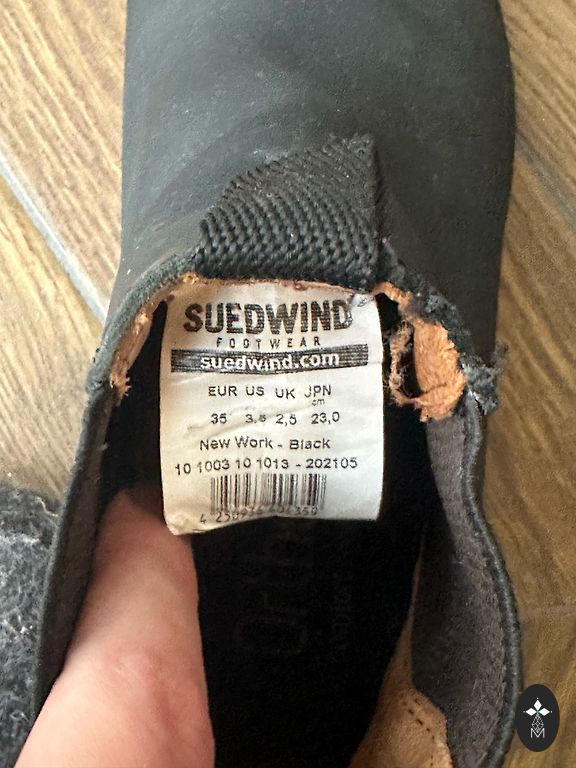 SUEDWIND
FOOTWEAR
suedwind.com
EUR US UK JPN
cm
35 3,5 2,5 23,0
New Work - Black
10 1003 10 1013 - 202105
Orth
M